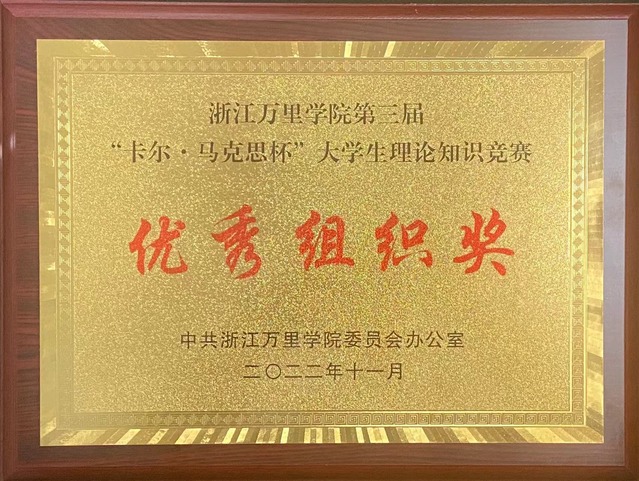 浙江万里学院第三届
“卡尔·马克思杯”大学生理论知识竞赛
优秀组织奖
中共浙江万里学院委员会办公室
二〇二二年十一月